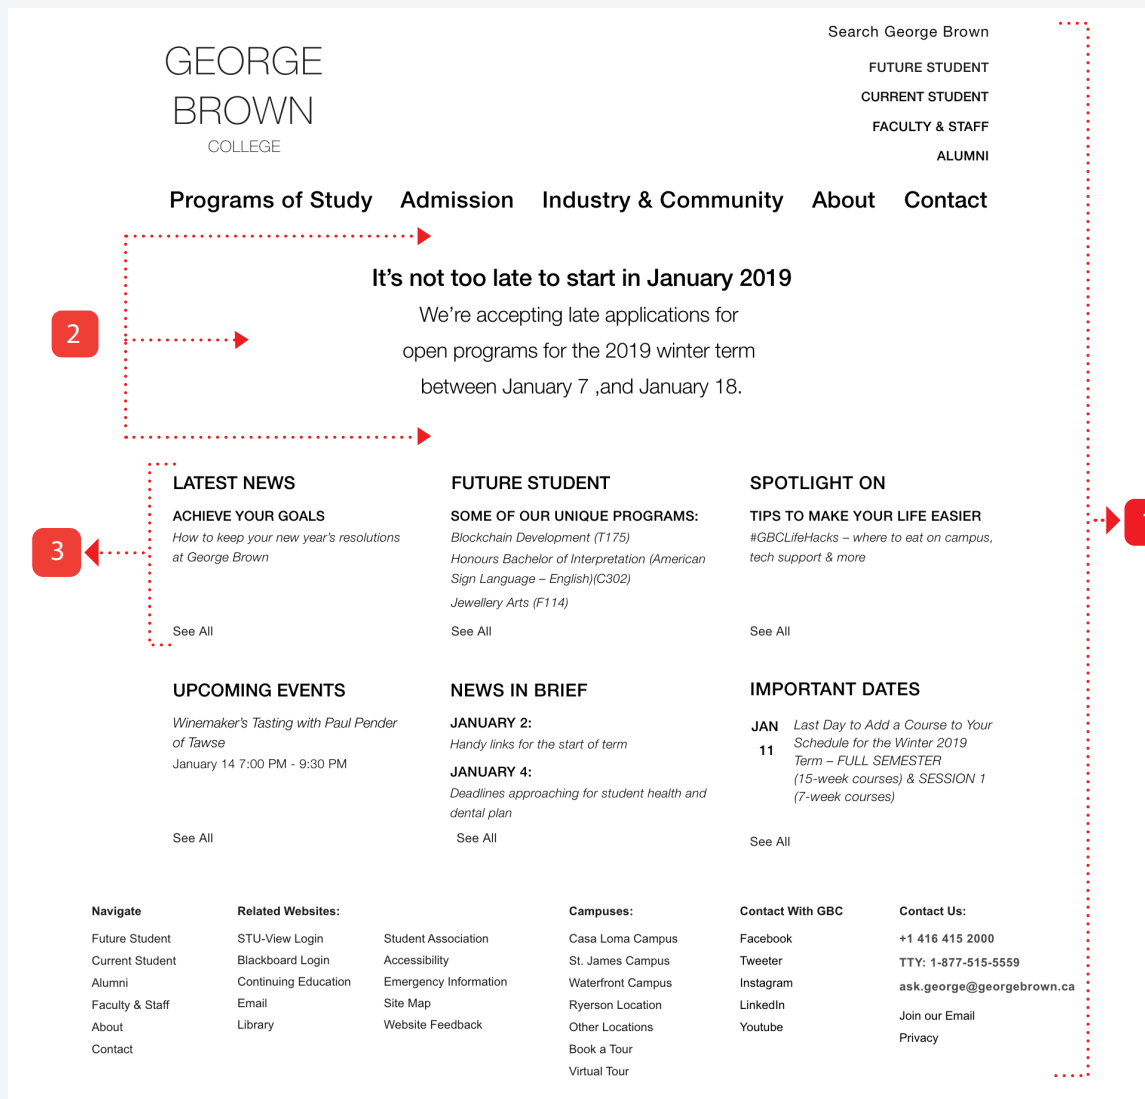 GEORGE
BROWN
COLLEGE
Search George Brown
FUTURE STUDENT
CURRENT STUDENT
FACULTY & STAFF
ALUMNI
Programs of Study Admission Industry & Community About Contact
It's not too late to start in January 2019
We're accepting late applications for
open programs for the 2019 winter term
between January 7 ,and January 18.
2
LATEST NEWS
ACHIEVE YOUR GOALS
How to keep your new year's resolutions
at George Brown
See All
FUTURE STUDENT
SOME OF OUR UNIQUE PROGRAMS:
Blockchain Development (T175)
Honours Bachelor of Interpretation (American
Sign Language – English)(C302)
Jewellery Arts (F114)
See All
SPOTLIGHT ON
TIPS TO MAKE YOUR LIFE EASIER
#GBCLifeHacks – where to eat on campus,
tech support & more
See All
3
UPCOMING EVENTS
Winemaker's Tasting with Paul Pender
of Tawse
January 14 7:00 PM - 9:30 PM
See All
NEWS IN BRIEF
JANUARY 2:
Handy links for the start of term
JANUARY 4:
Deadlines approaching for student health and
dental plan
See All
IMPORTANT DATES
JAN
11
Last Day to Add a Course to Your
Schedule for the Winter 2019
Term – FULL SEMESTER
(15-week courses) & SESSION 1
(7-week courses)
See All
Navigate
Future Student
Current Student
Alumni
Faculty & Staff
About
Contact
Related Websites:
STU-View Login
Blackboard Login
Continuing Education
Email
Library
Student Association
Accessibility
Emergency Information
Site Map
Website Feedback
Campuses:
Casa Loma Campus
St. James Campus
Waterfront Campus
Ryerson Location
Other Locations
Book a Tour
Virtual Tour
Contact With GBC
Facebook
Tweeter
Instagram
LinkedIn
Youtube
Contact Us:
+1 416 415 2000
TTY: 1-877-515-5559
ask.george@georgebrown.ca
Join our Email
Privacy